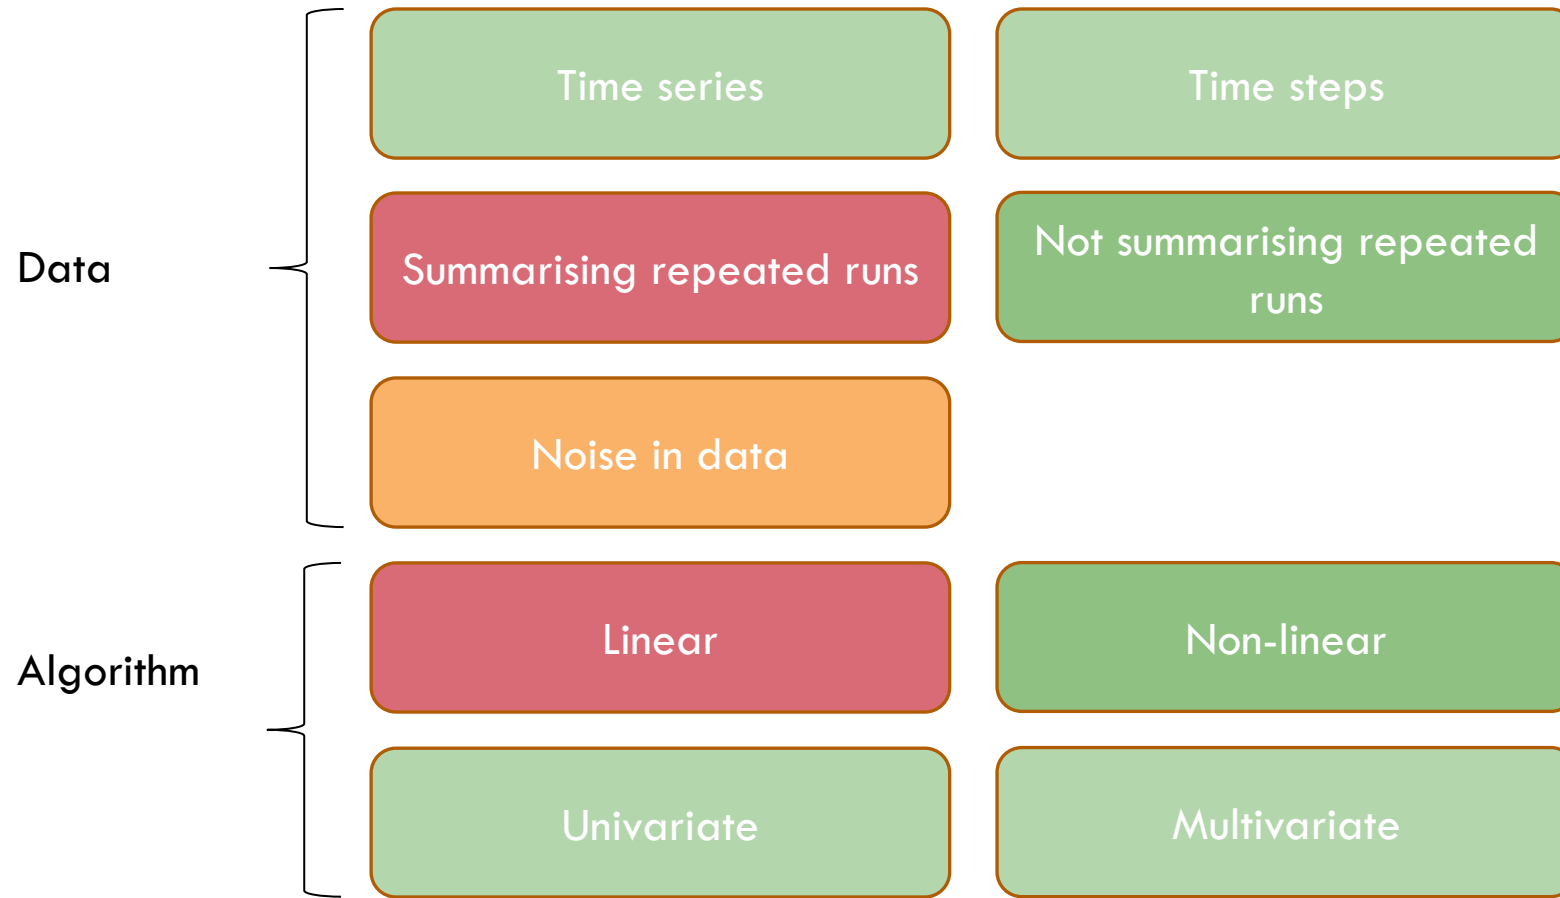 Time series
Time steps
Data
Summarising repeated runs
Not summarising repeated
runs
Noise in data
Algorithm
Linear
Non-linear
Univariate
Multivariate